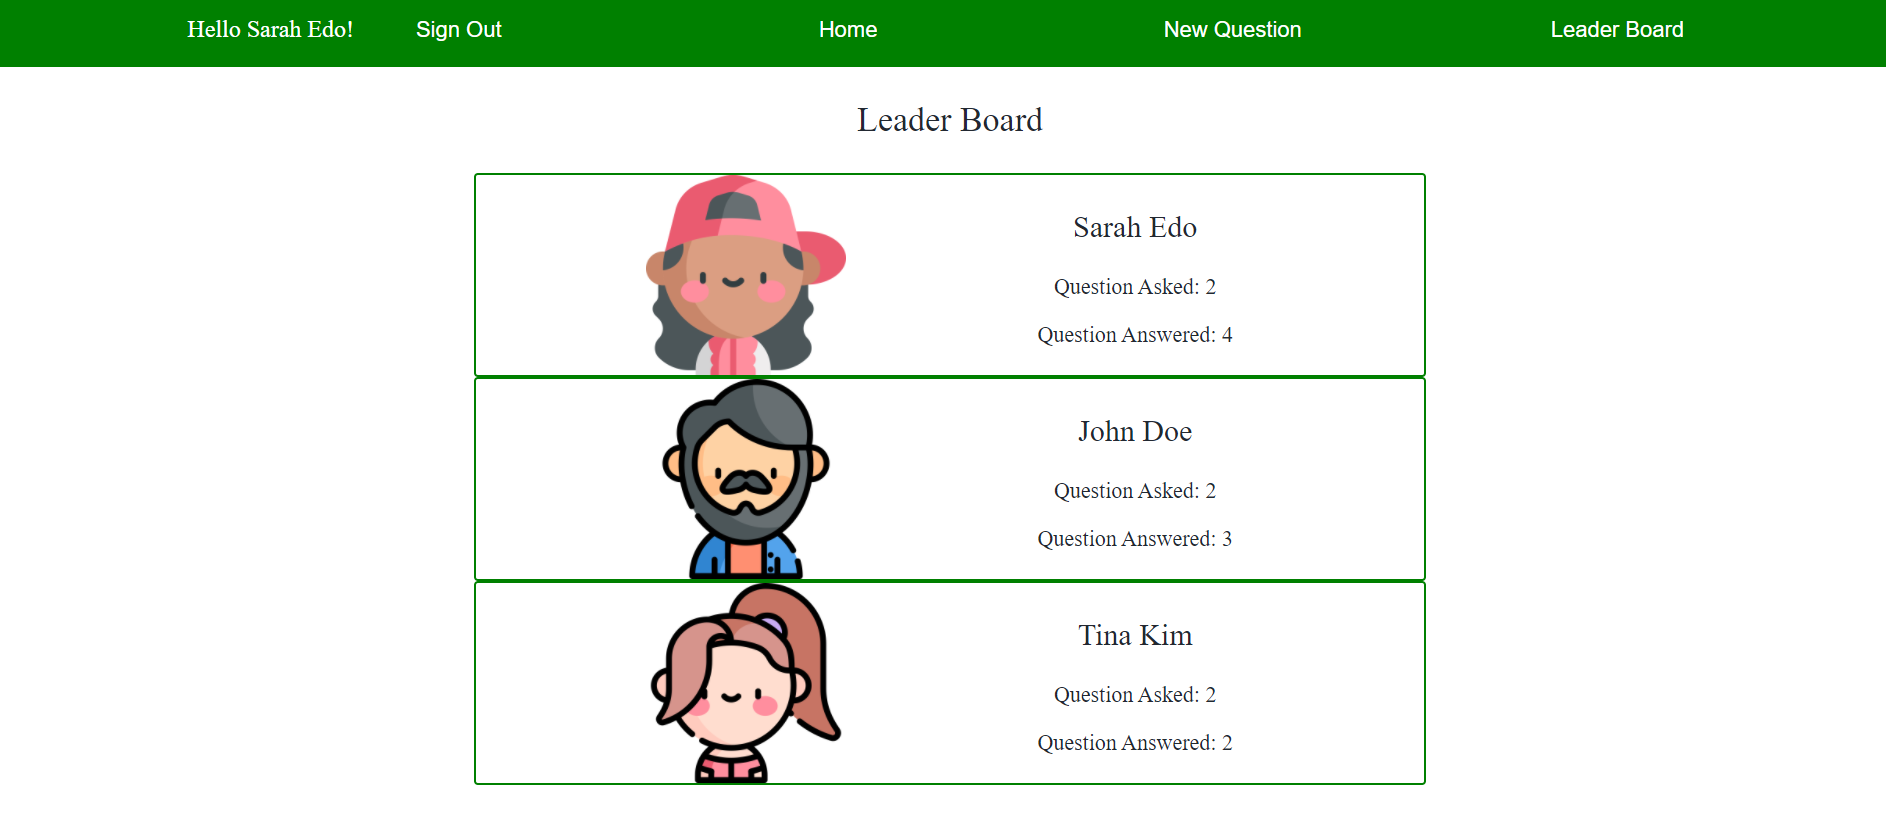 Hello Sarah Edo! Sign Out Home New Question Leader Board
Leader Board
Sarah Edo
Question Asked: 2
Question Answered: 4
John Doe
Question Asked: 2
Question Answered: 3
Tina Kim
Question Asked: 2
Question Answered: 2